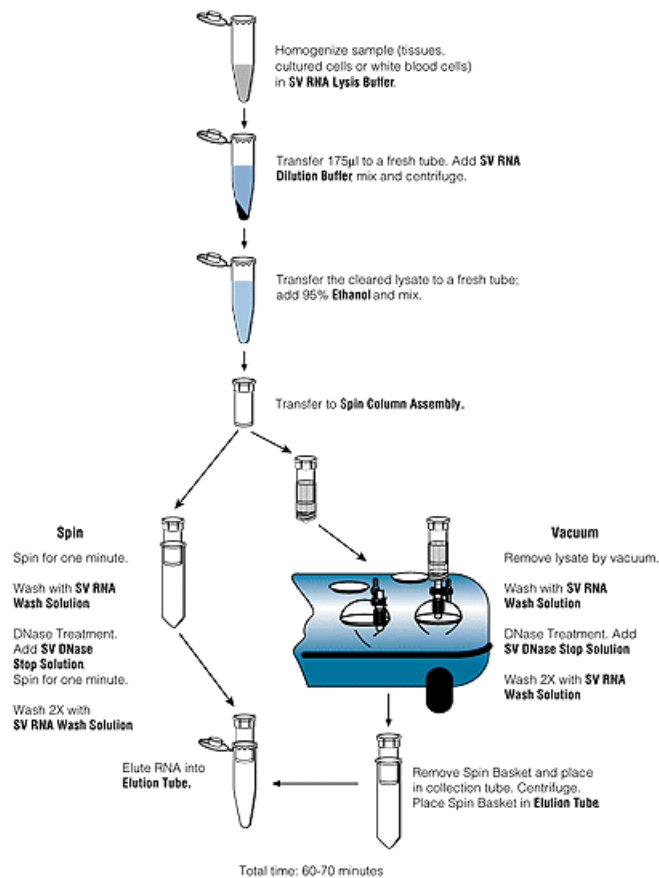 Homogenize sample (tissues,
cultured cells or white blood cells)
in SV RNA Lysis Buffer.
Transfer 175µl to a fresh tube. Add SV RNA
Dilution Buffer, mix and centrifuge.
Transfer the cleared lysate to a fresh tube;
add 95% Ethanol and mix.
Transfer to Spin Column Assembly.
Spin
Spin for one minute.
Wash with SV RNA
Wash Solution
DNase Treatment.
Add SV DNase
Stop Solution.
Spin for one minute.
Wash 2X with
SV RNA Wash Solution
Vacuum
Remove lysate by vacuum.
Wash with SV RNA
Wash Solution
DNase Treatment. Add
SV DNase Stop Solution
Wash 2X with SV RNA
Wash Solution
Elute RNA into
Elution Tube.
Remove Spin Basket and place
in collection tube. Centrifuge.
Place Spin Basket in Elution Tube.
Total time: 60-70 minutes